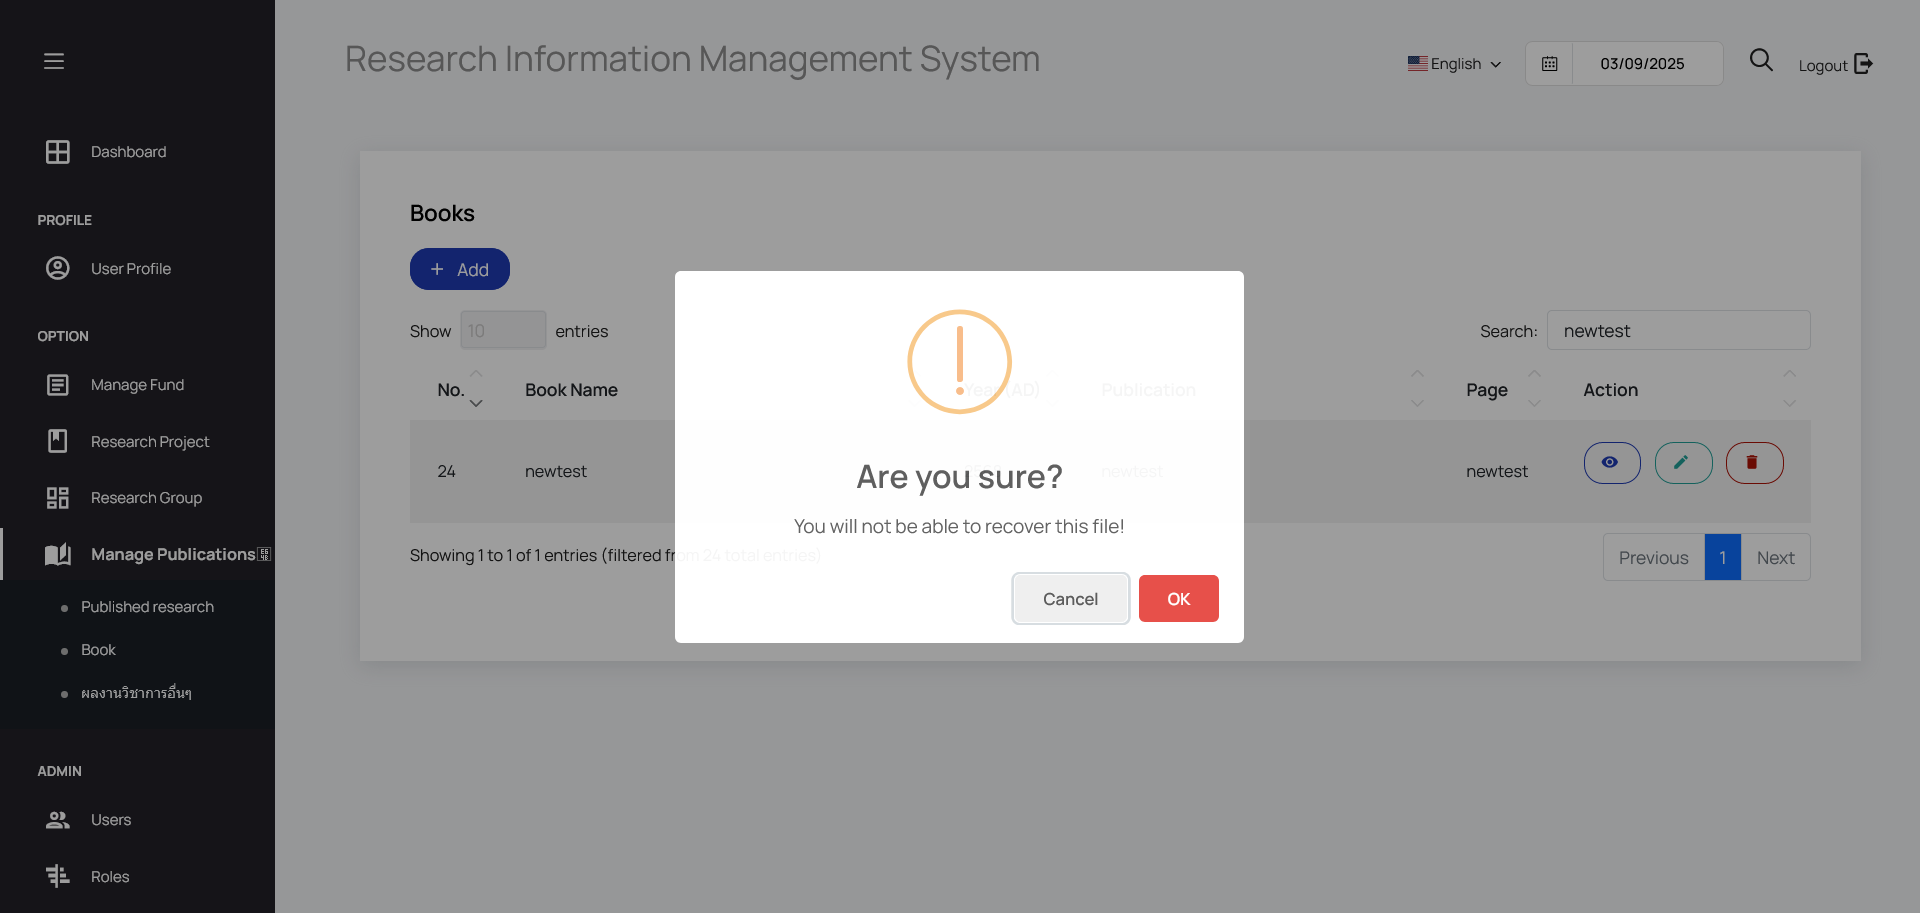 Research Information Management System
English
03/09/2025
Logout
Dashboard
PROFILE
User Profile
OPTION
Manage Fund
Research Project
Research Group
Manage Publications
Published research
Book
ผลงานวิชาการอื่นๆ
ADMIN
Users
Roles
Books
+ Add
Show 10 entries
Search: newtest
No. Book Name Year (AD) Publication Page Action
24 newtest newtest newtest
Showing 1 to 1 of 1 entries (filtered from 24 total entries)
Previous 1 Next
!
Are you sure?
You will not be able to recover this file!
Cancel OK